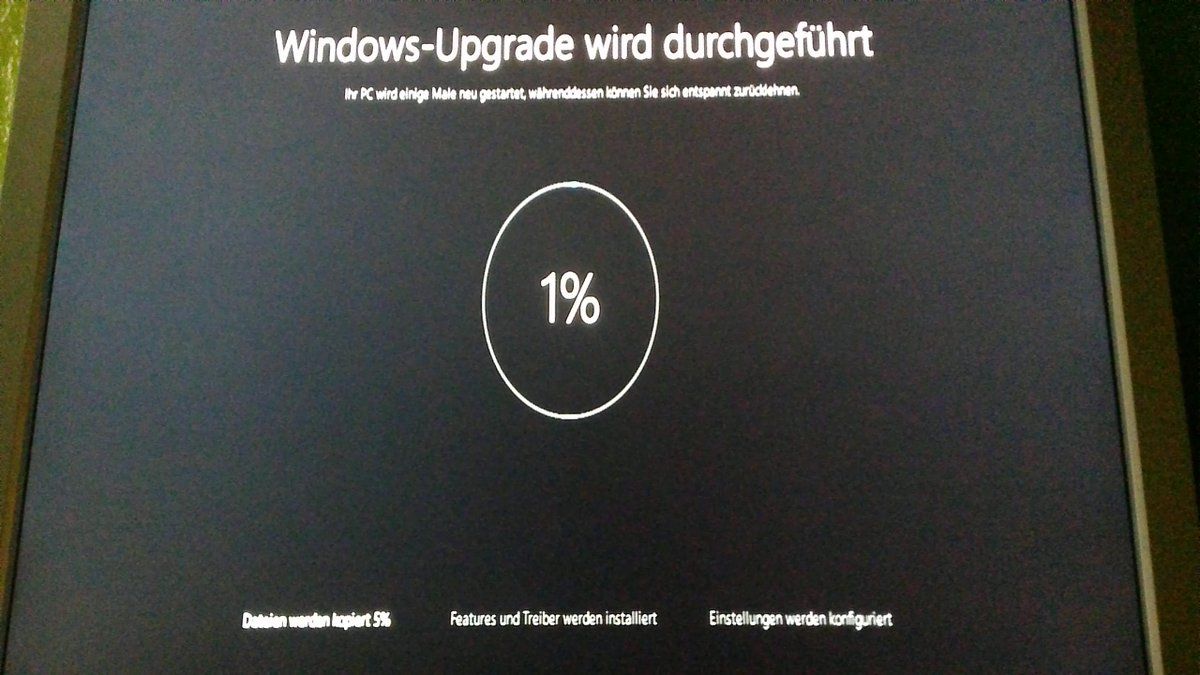 Windows-Upgrade wird durchgeführt
Ihr PC wird einige Male neu gestartet, währenddessen können Sie sich entspannt zurücklehnen.
1%
Dateien werden kopiert 5%
Features und Treiber werden installiert
Einstellungen werden konfiguriert